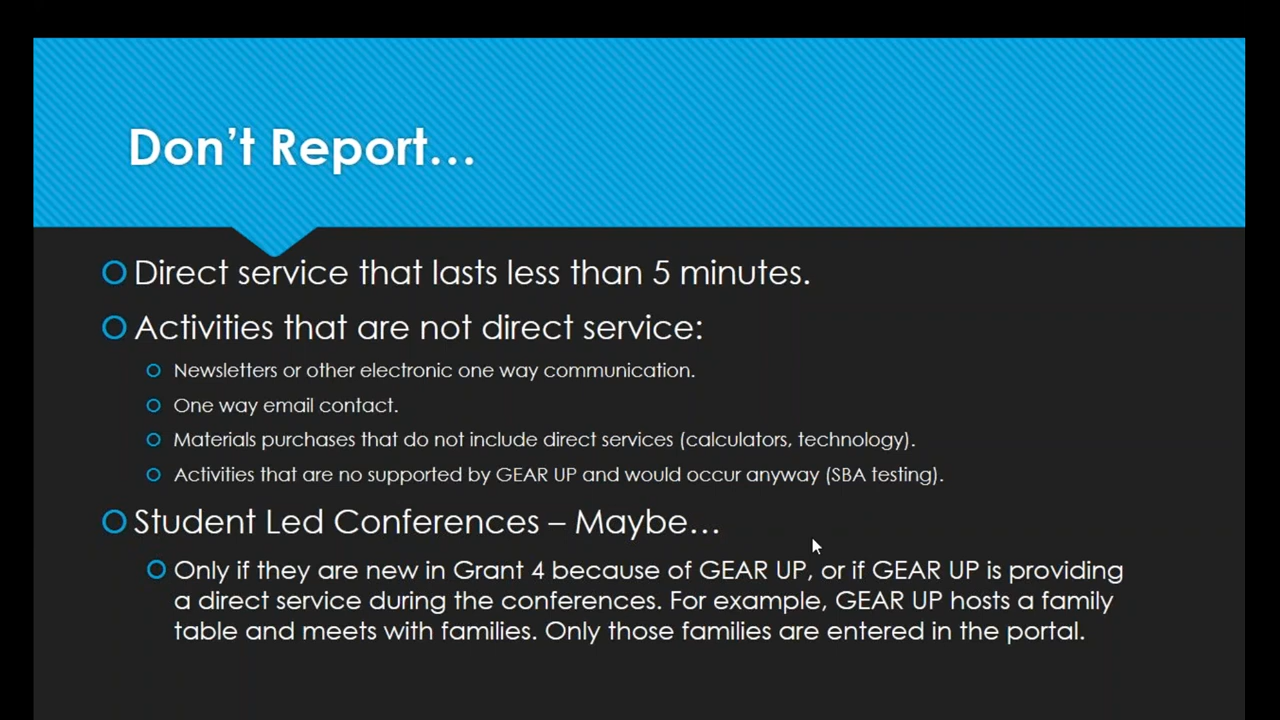 Don't Report…
Direct service that lasts less than 5 minutes.
Activities that are not direct service:
Newsletters or other electronic one way communication.
One way email contact.
Materials purchases that do not include direct services (calculators, technology).
Activities that are no supported by GEAR UP and would occur anyway (SBA testing).
Student Led Conferences – Maybe…
Only if they are new in Grant 4 because of GEAR UP, or if GEAR UP is providing
a direct service during the conferences. For example, GEAR UP hosts a family
table and meets with families. Only those families are entered in the portal.